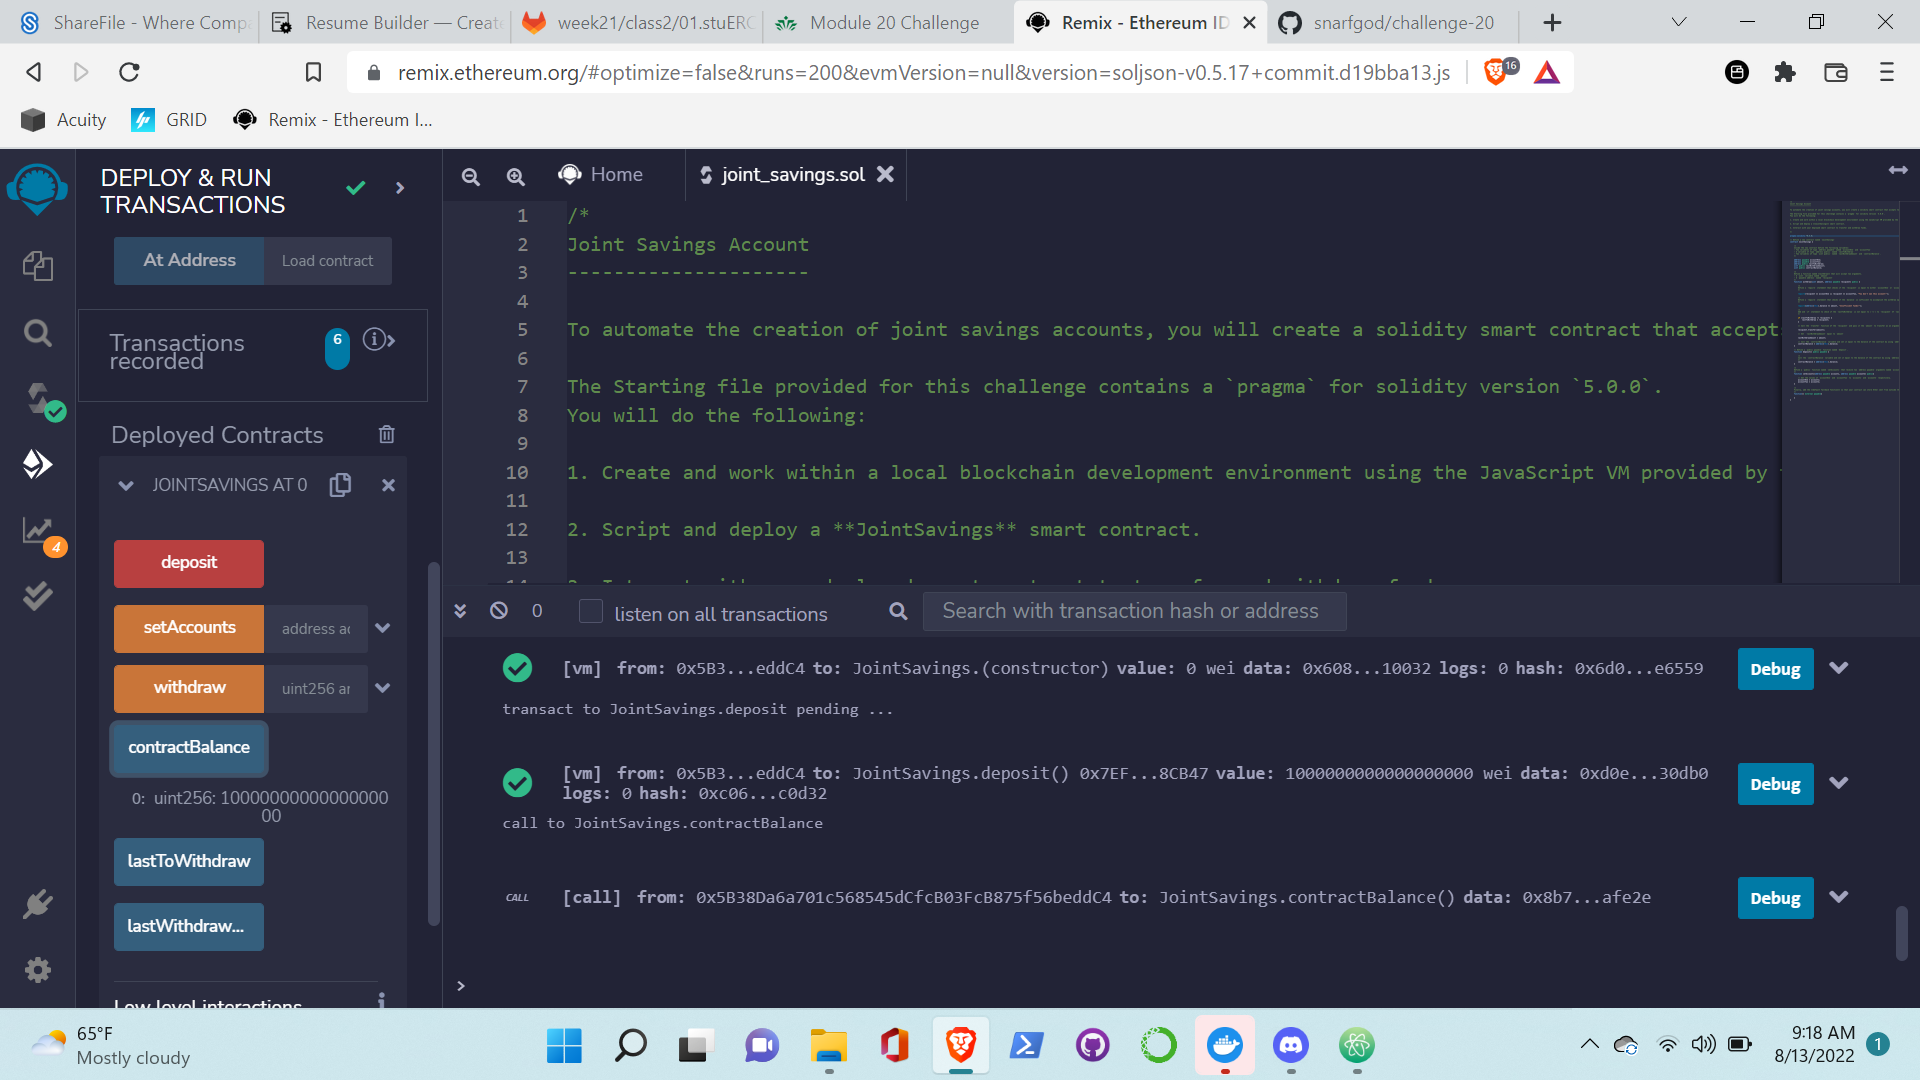 ShareFile - Where Compa
Resume Builder — Create
week21/class2/01.stuERC
Module 20 Challenge
Remix - Ethereum ID
snarfgod/challenge-20
remix.ethereum.org/#optimize=false&runs=200&evmVersion=null&version=soljson-v0.5.17+commit.d19bba13.js
16
Acuity
GRID
Remix - Ethereum I...
DEPLOY & RUN
TRANSACTIONS
At Address
Load contract
Transactions
recorded
6
Deployed Contracts
JOINTSAVINGS AT 0
deposit
setAccounts
address ac
withdraw
uint256 ar
contractBalance
0: uint256: 10000000000000000
00
lastToWithdraw
lastWithdraw...
Low level interactions
4
Home
joint_savings.sol
1 /*
2 Joint Savings Account
3 ---------------------
4
5 To automate the creation of joint savings accounts, you will create a solidity smart contract that accept
6
7 The Starting file provided for this challenge contains a `pragma` for solidity version `5.0.0`.
8 You will do the following:
9
10 1. Create and work within a local blockchain development environment using the JavaScript VM provided by
11
12 2. Script and deploy a **JointSavings** smart contract.
13
0
listen on all transactions
Search with transaction hash or address
[vm] from: 0x5B3...eddC4 to: JointSavings.(constructor) value: 0 wei data: 0x608...10032 logs: 0 hash: 0x6d0...e6559
Debug
transact to JointSavings.deposit pending ...
[vm] from: 0x5B3...eddC4 to: JointSavings.deposit() 0x7EF...8CB47 value: 1000000000000000000 wei data: 0xd0e...30db0
logs: 0 hash: 0xc06...c0d32
Debug
call to JointSavings.contractBalance
CALL [call] from: 0x5B38Da6a701c568545dCfcB03FcB875f56beddC4 to: JointSavings.contractBalance() data: 0x8b7...afe2e
Debug
>
65°F
Mostly cloudy
9:18 AM
8/13/2022
1